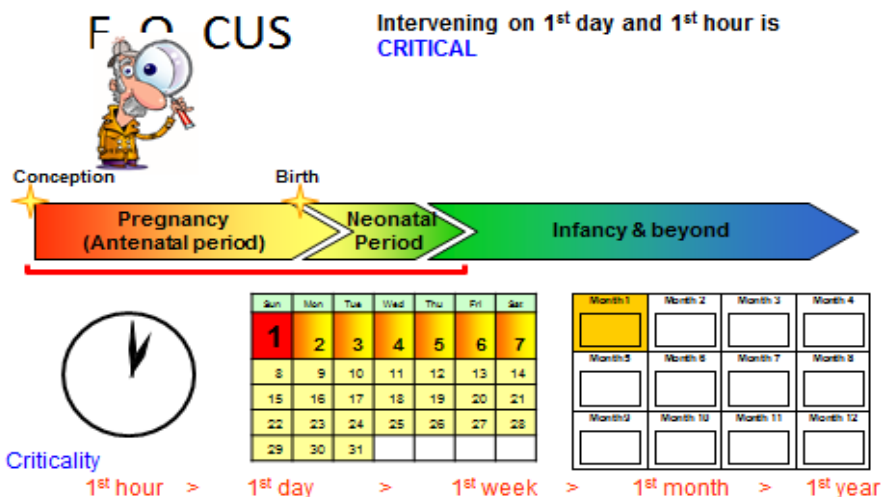 F O CUS
Intervening on 1st day and 1st hour is
CRITICAL
Conception
Birth
Pregnancy
(Antenatal period)
Neonatal
Period
Infancy & beyond
Sun Mon Tue Wed Thu Fri Sat
1 2 3 4 5 6 7
8 9 10 11 12 13 14
15 16 17 18 19 20 21
22 23 24 25 26 27 28
29 30 31
Month 1 Month 2 Month 3 Month 4
Month 5 Month 6 Month 7 Month 8
Month 9 Month 10 Month 11 Month 12
Criticality
1st hour > 1st day > 1st week > 1st month > 1st year